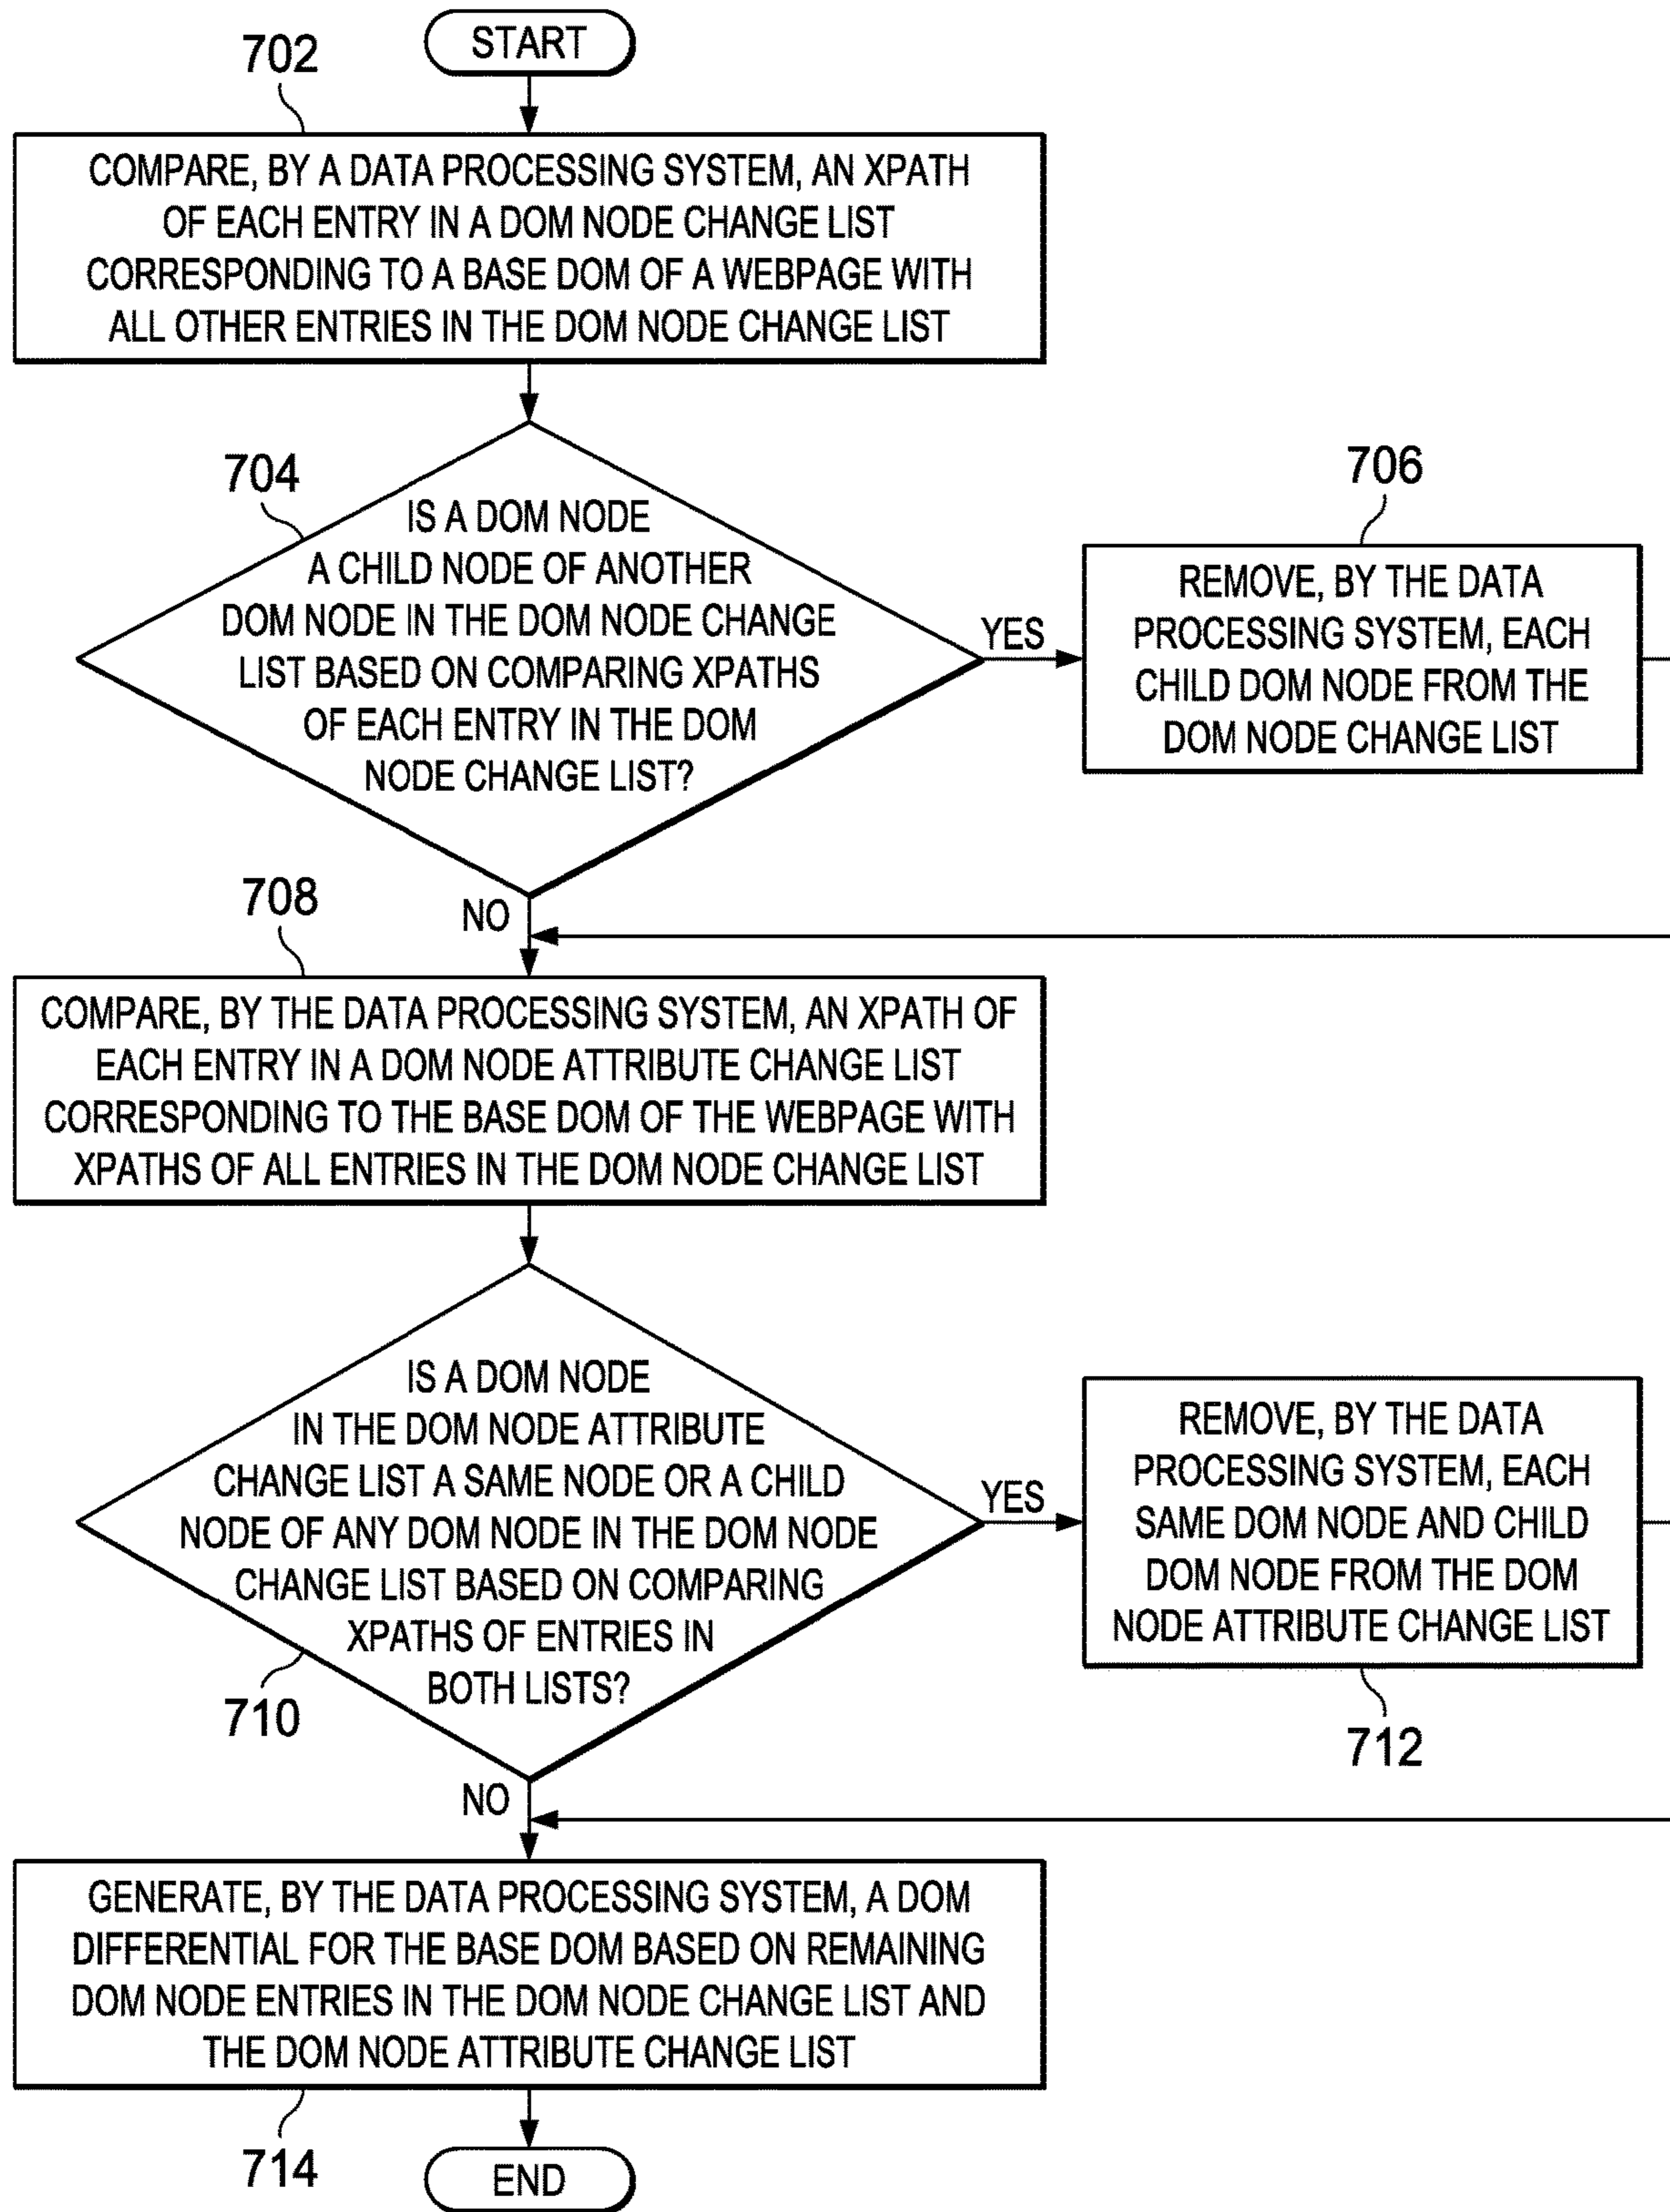 START
702
COMPARE, BY A DATA PROCESSING SYSTEM, AN XPATH
OF EACH ENTRY IN A DOM NODE CHANGE LIST
CORRESPONDING TO A BASE DOM OF A WEBPAGE WITH
ALL OTHER ENTRIES IN THE DOM NODE CHANGE LIST
704
IS A DOM NODE
A CHILD NODE OF ANOTHER
DOM NODE IN THE DOM NODE CHANGE
LIST BASED ON COMPARING XPATHS
OF EACH ENTRY IN THE DOM
NODE CHANGE LIST?
YES
706
REMOVE, BY THE DATA
PROCESSING SYSTEM, EACH
CHILD DOM NODE FROM THE
DOM NODE CHANGE LIST
NO
708
COMPARE, BY THE DATA PROCESSING SYSTEM, AN XPATH OF
EACH ENTRY IN A DOM NODE ATTRIBUTE CHANGE LIST
CORRESPONDING TO THE BASE DOM OF THE WEBPAGE WITH
XPATHS OF ALL ENTRIES IN THE DOM NODE CHANGE LIST
IS A DOM NODE
IN THE DOM NODE ATTRIBUTE
CHANGE LIST A SAME NODE OR A CHILD
NODE OF ANY DOM NODE IN THE DOM NODE
CHANGE LIST BASED ON COMPARING
XPATHS OF ENTRIES IN
BOTH LISTS?
710
YES
REMOVE, BY THE DATA
PROCESSING SYSTEM, EACH
SAME DOM NODE AND CHILD
DOM NODE FROM THE DOM
NODE ATTRIBUTE CHANGE LIST
712
NO
GENERATE, BY THE DATA PROCESSING SYSTEM, A DOM
DIFFERENTIAL FOR THE BASE DOM BASED ON REMAINING
DOM NODE ENTRIES IN THE DOM NODE CHANGE LIST AND
THE DOM NODE ATTRIBUTE CHANGE LIST
714
END